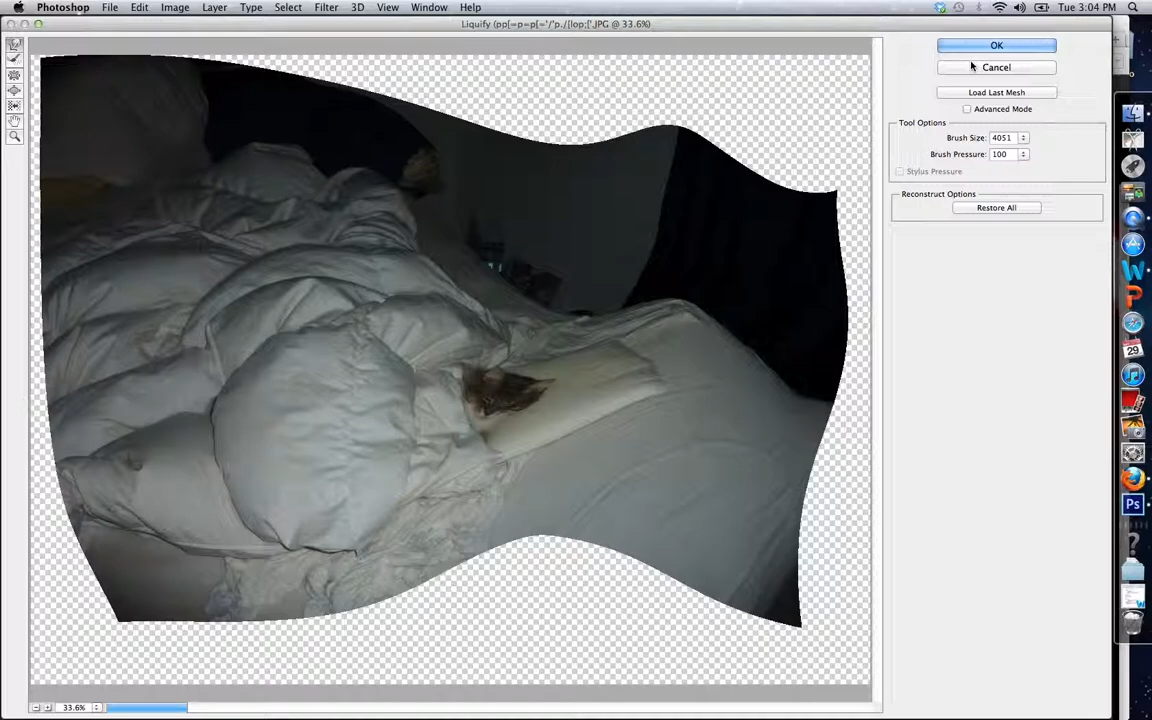 Photoshop File Edit Image Layer Type Select Filter 3D View Window Help Tue 3:04 PM
Liquify (pp[=p=p[='/'p./[lop;['.JPG @ 33.6%)
OK
Cancel
Load Last Mesh
Advanced Mode
Tool Options
Brush Size: 4051
Brush Pressure: 100
Stylus Pressure
Reconstruct Options
Restore All
29
Ps
33.6%